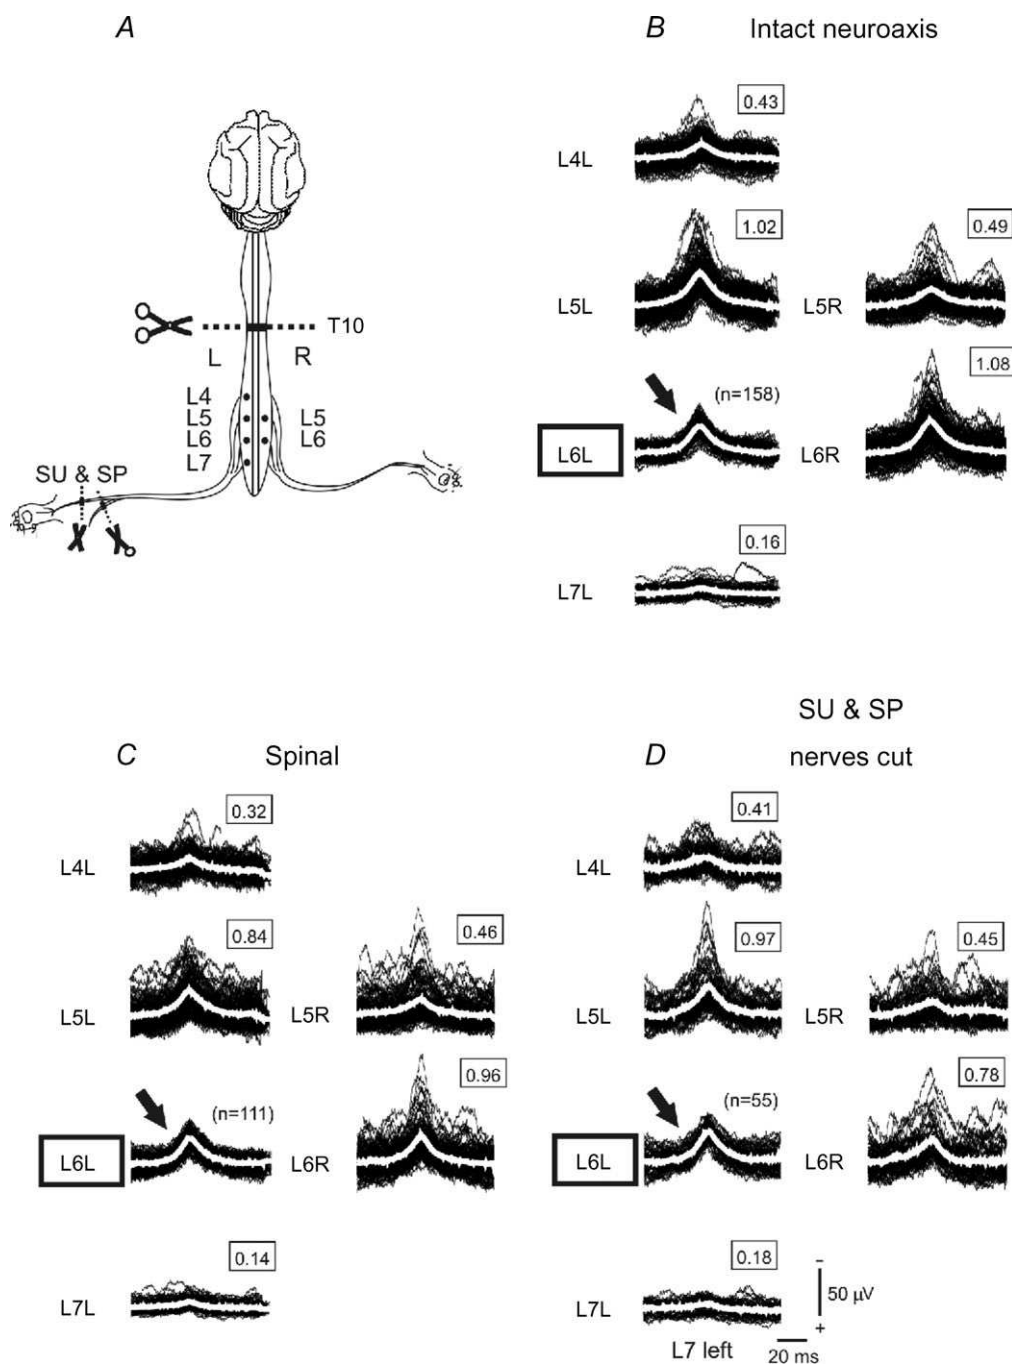 A
T10
L R
L4
L5 L5
L6 L6
L7
SU & SP
B Intact neuroaxis
0.43
L4L
1.02 0.49
L5L L5R
(n=158) 1.08
L6L L6R
0.16
L7L
C Spinal
0.32
L4L
0.84 0.46
L5L L5R
(n=111) 0.96
L6L L6R
0.14
L7L
SU & SP
D nerves cut
0.41
L4L
0.97 0.45
L5L L5R
(n=55) 0.78
L6L L6R
0.18
L7L
-
50 µV
+
L7 left 20 ms